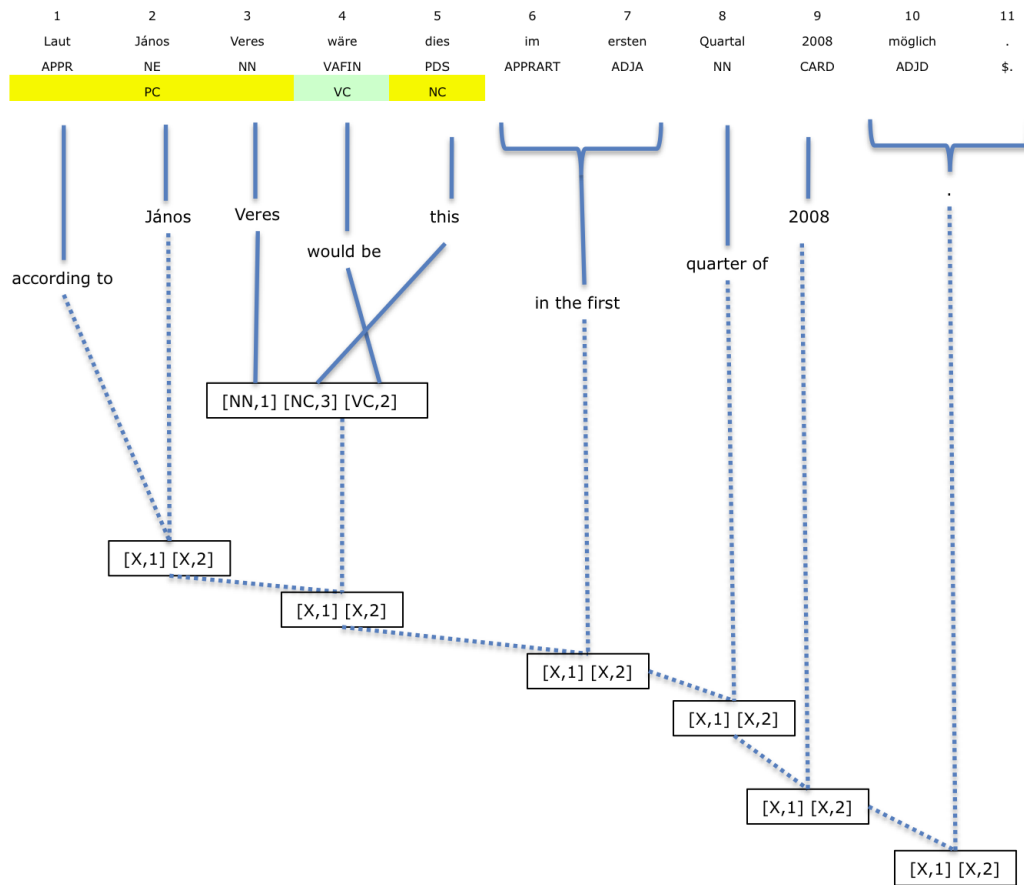 1 2 3 4 5 6 7 8 9 10 11
Laut János Veres wäre dies im ersten Quartal 2008 möglich .
APPR NE NN VAFIN PDS APPRART ADJA NN CARD ADJD $.
PC VC NC
János Veres this 2008 .
would be
quarter of
according to
in the first
[NN,1] [NC,3] [VC,2]
[X,1] [X,2]
[X,1] [X,2]
[X,1] [X,2]
[X,1] [X,2]
[X,1] [X,2]
[X,1] [X,2]